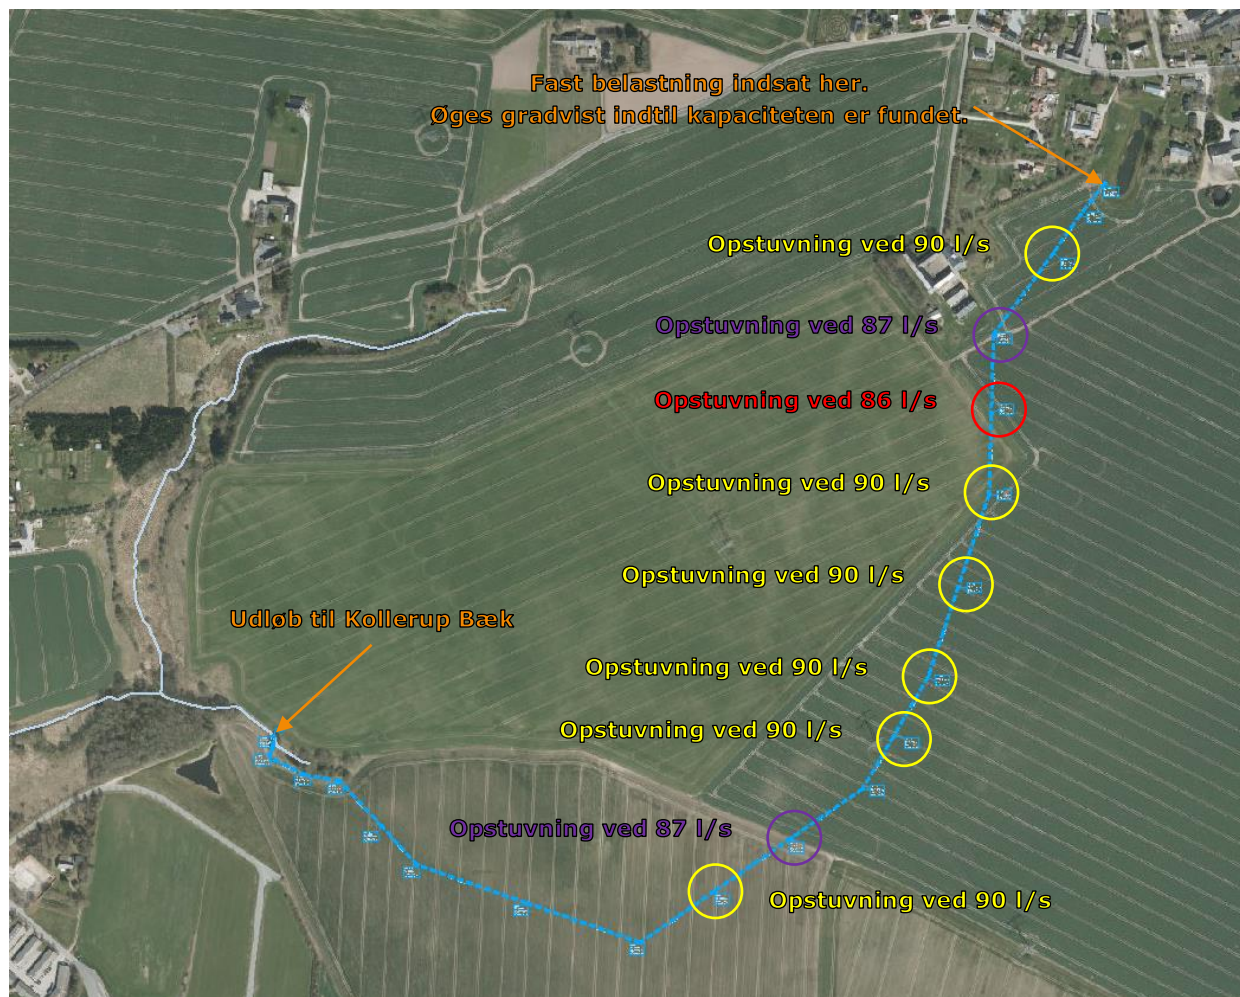 Fast belastning indsat her.
Øges gradvist indtil kapaciteten er fundet.
Opstuvning ved 90 l/s
Opstuvning ved 87 l/s
Opstuvning ved 86 l/s
Opstuvning ved 90 l/s
Opstuvning ved 90 l/s
Udløb til Kollerup Bæk
Opstuvning ved 90 l/s
Opstuvning ved 90 l/s
Opstuvning ved 87 l/s
Opstuvning ved 90 l/s